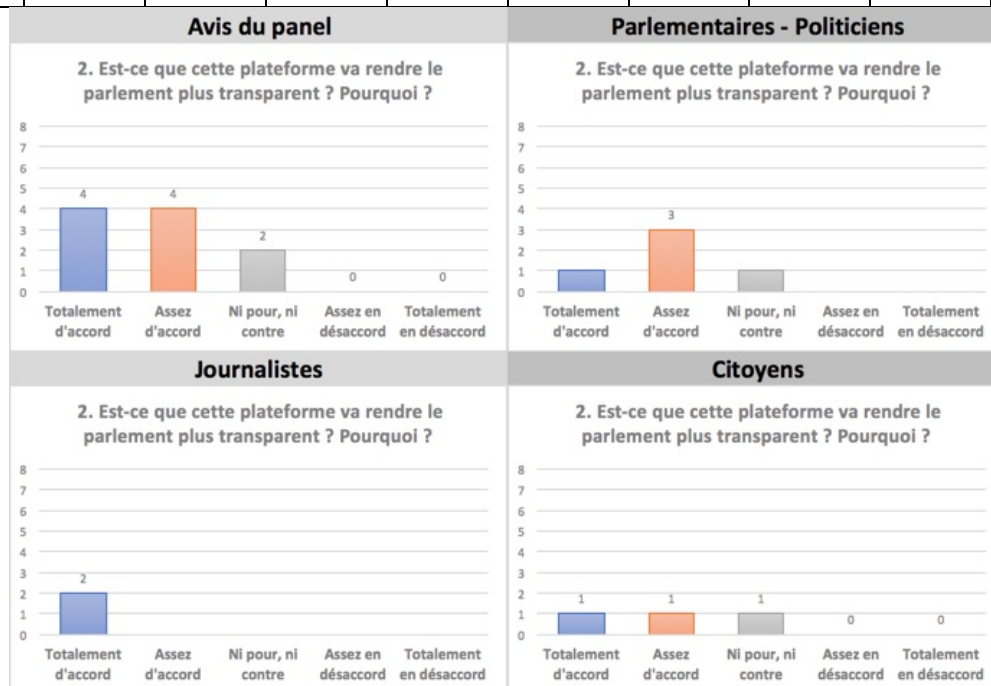 Avis du panel
2. Est-ce que cette plateforme va rendre le
parlement plus transparent ? Pourquoi ?
8
7
6
5
4
3
2
1
0
4
4
2
0
0
Totalement
d'accord
Assez
d'accord
Ni pour, ni
contre
Assez en
désaccord
Totalement
en désaccord
Parlementaires - Politiciens
2. Est-ce que cette plateforme va rendre le
parlement plus transparent ? Pourquoi ?
8
7
6
5
4
3
2
1
0
3
Totalement
d'accord
Assez
d'accord
Ni pour, ni
contre
Assez en
désaccord
Totalement
en désaccord
Journalistes
2. Est-ce que cette plateforme va rendre le
parlement plus transparent ? Pourquoi ?
8
7
6
5
4
3
2
1
0
2
Totalement
d'accord
Assez
d'accord
Ni pour, ni
contre
Assez en
désaccord
Totalement
en désaccord
Citoyens
2. Est-ce que cette plateforme va rendre le
parlement plus transparent ? Pourquoi ?
8
7
6
5
4
3
2
1
0
1
1
1
0
0
Totalement
d'accord
Assez
d'accord
Ni pour, ni
contre
Assez en
désaccord
Totalement
en désaccord